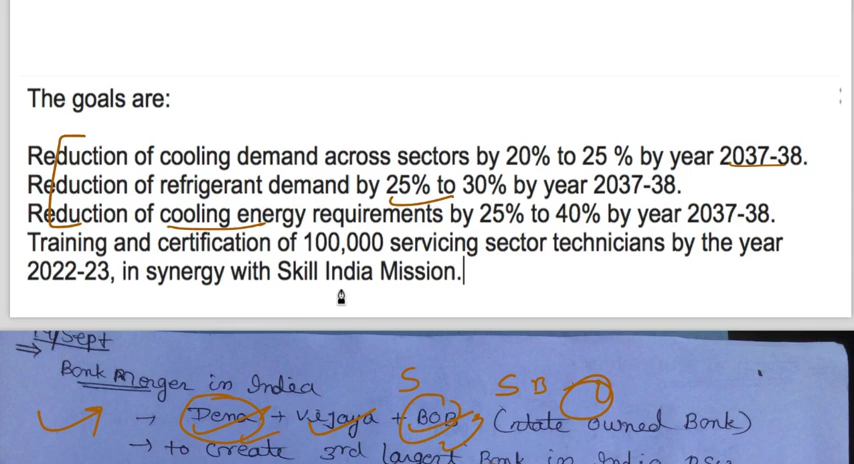 The goals are:
Reduction of cooling demand across sectors by 20% to 25 % by year 2037-38.
Reduction of refrigerant demand by 25% to 30% by year 2037-38.
Reduction of cooling energy requirements by 25% to 40% by year 2037-38.
Training and certification of 100,000 servicing sector technicians by the year
2022-23, in synergy with Skill India Mission.
⇒ 14 Sept
Bank Merger in India
S SB
→ Dena + Vijaya + BOB (State Owned Bank)
→ to create 3rd largest Bank in India